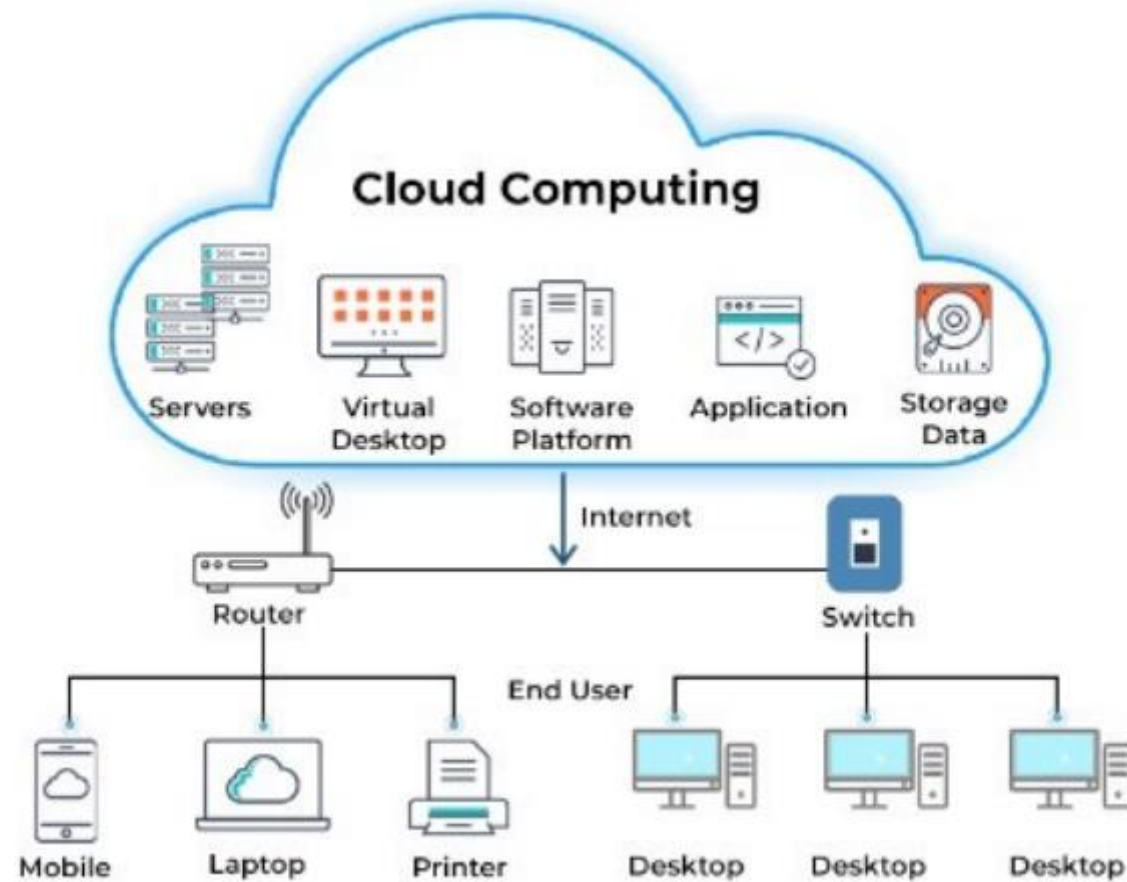 Cloud Computing
Servers
Virtual
Desktop
Software
Platform
Application
Storage
Data
</>
Internet
Router
Switch
End User
Mobile
Laptop
Printer
Desktop
Desktop
Desktop